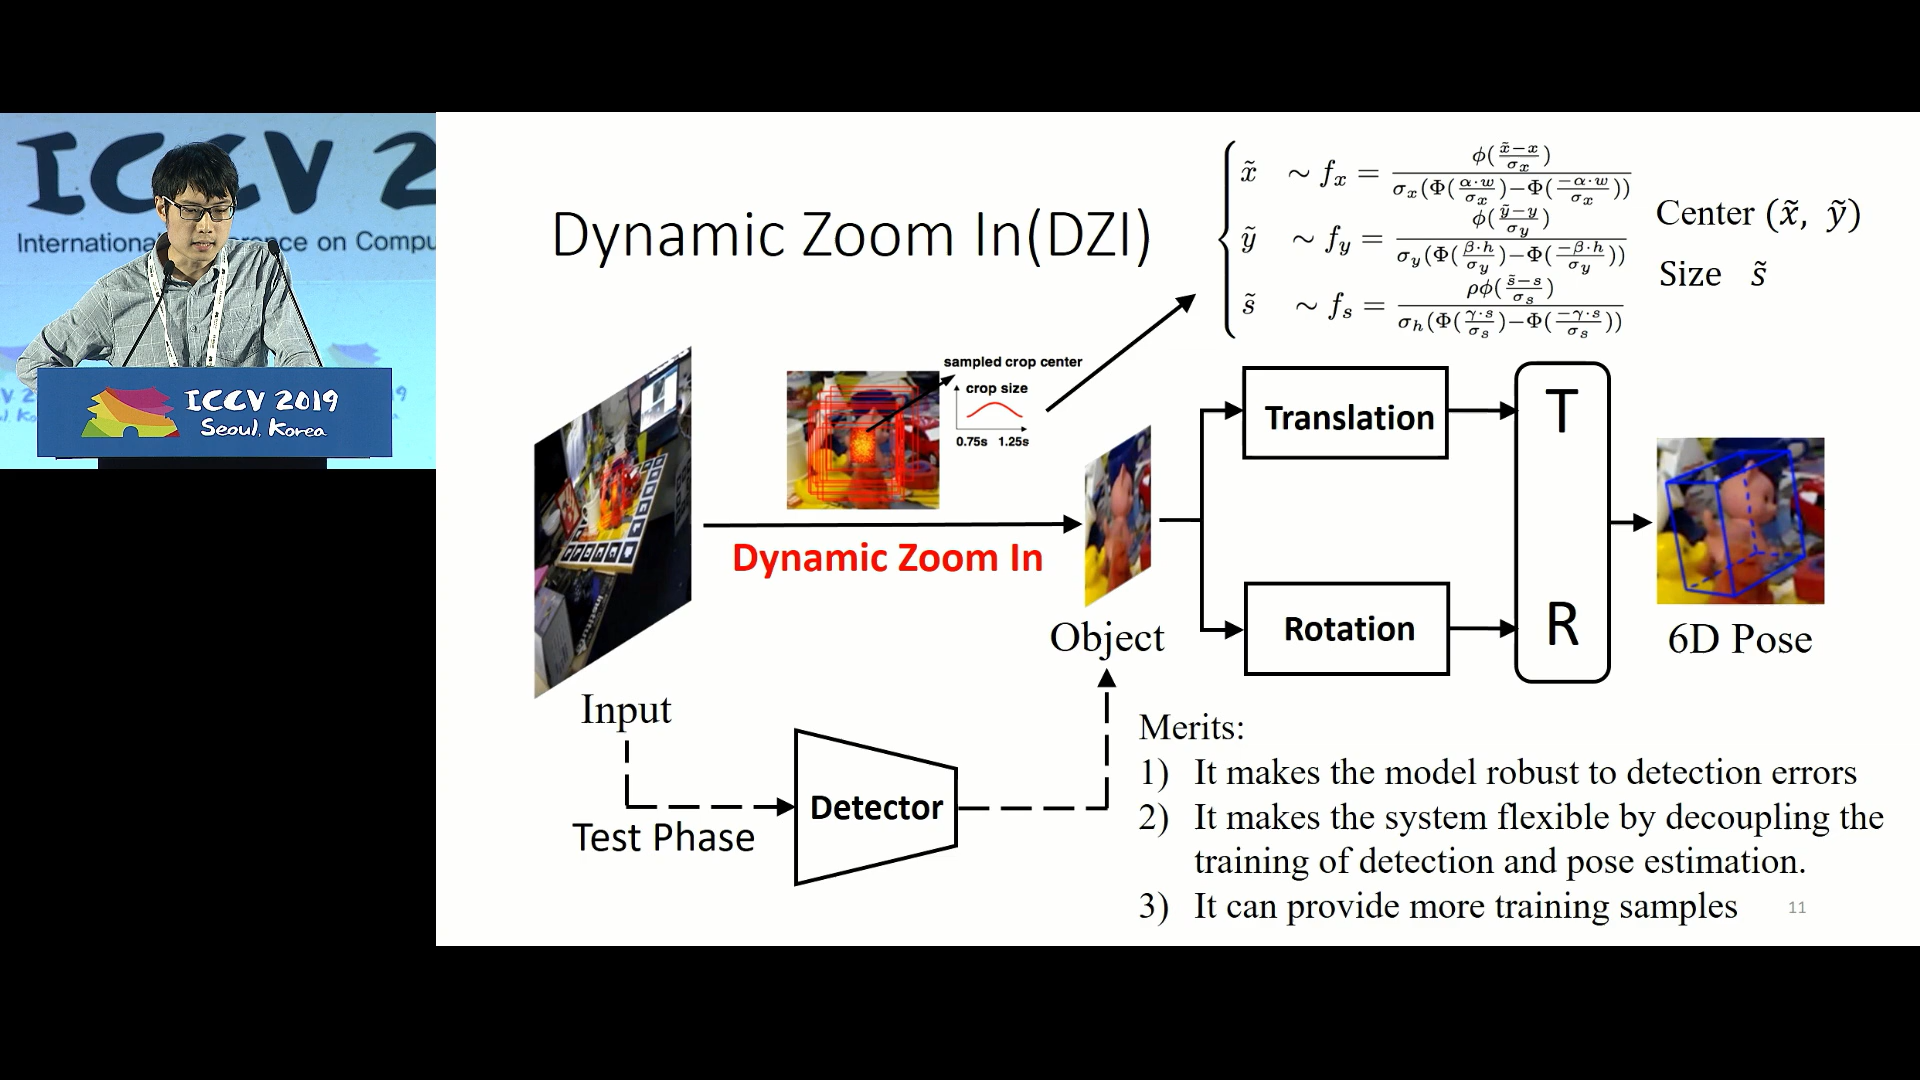 ICCV 2
International erence on Compu
ICCV 2019
Seoul, Korea
Dynamic Zoom In(DZI)
x̃ ∼ f_x = ϕ((x̃−x)/σ_x) / (σ_x(Φ((α·w)/σ_x)−Φ((−α·w)/σ_x)))
ỹ ∼ f_y = ϕ((ỹ−y)/σ_y) / (σ_y(Φ((β·h)/σ_y)−Φ((−β·h)/σ_y)))
s̃ ∼ f_s = ρϕ((s̃−s)/σ_s) / (σ_h(Φ((γ·s)/σ_s)−Φ((−γ·s)/σ_s)))
Center (x̃, ỹ)
Size s̃
sampled crop center
crop size
0.75s 1.25s
Dynamic Zoom In
Input
Object
Translation
Rotation
T
R
6D Pose
Test Phase
Detector
Merits:
1) It makes the model robust to detection errors
2) It makes the system flexible by decoupling the
training of detection and pose estimation.
3) It can provide more training samples
11